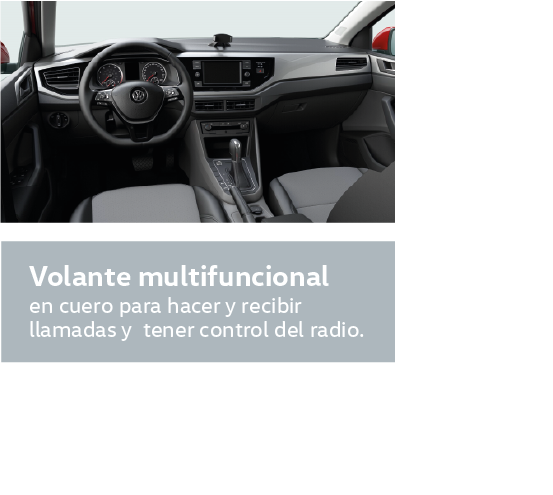 Volante multifuncional
en cuero para hacer y recibir
llamadas y  tener control del radio.